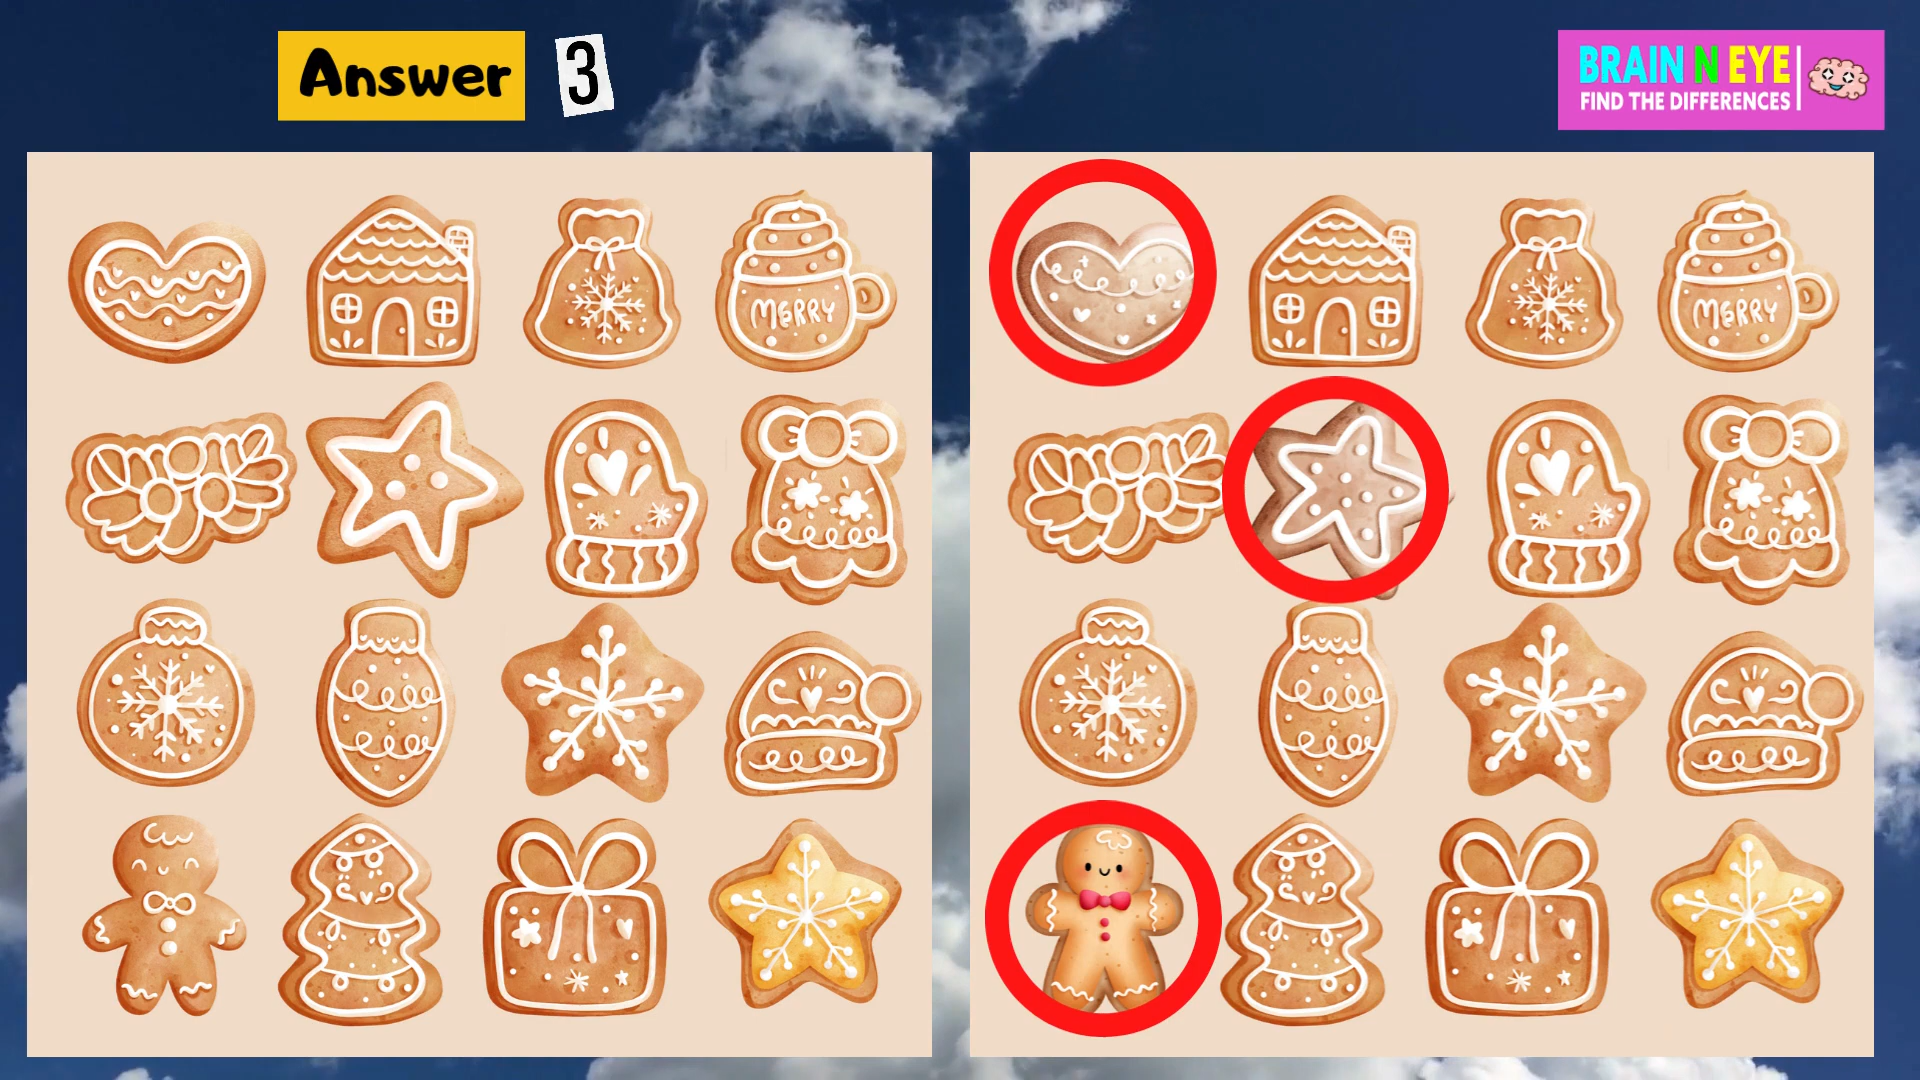 Answer 3
BRAIN N EYE
FIND THE DIFFERENCES
MERRY
MERRY